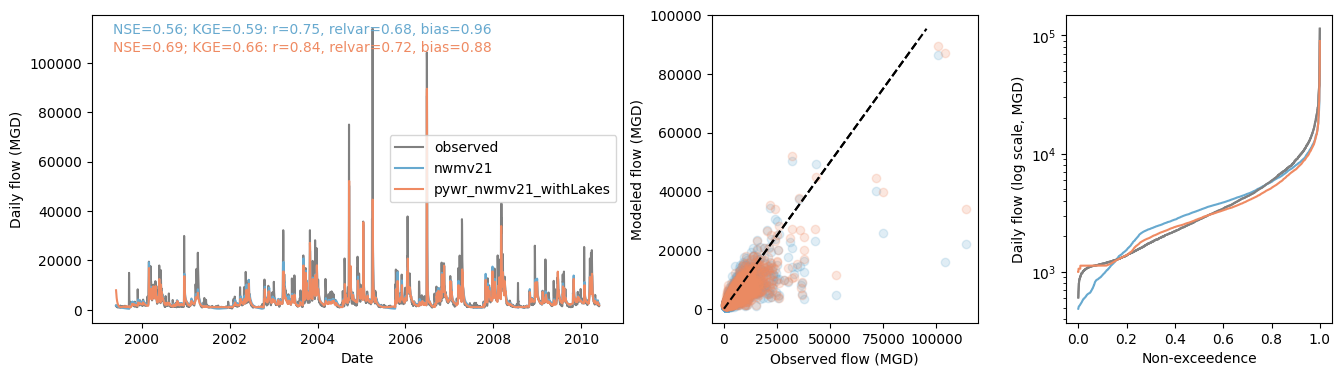 NSE=0.56; KGE=0.59: r=0.75, relvar=0.68, bias=0.96
NSE=0.69; KGE=0.66: r=0.84, relvar=0.72, bias=0.88
Daily flow (MGD)
100000
80000
60000
40000
20000
0
observed
nwmv21
pywr_nwmv21_withLakes
2000
2002
2004
2006
2008
2010
Date
Modeled flow (MGD)
100000
80000
60000
40000
20000
0
0
25000
50000
75000
100000
Observed flow (MGD)
Daily flow (log scale, MGD)
10⁵
10⁴
10³
0.0
0.2
0.4
0.6
0.8
1.0
Non-exceedence